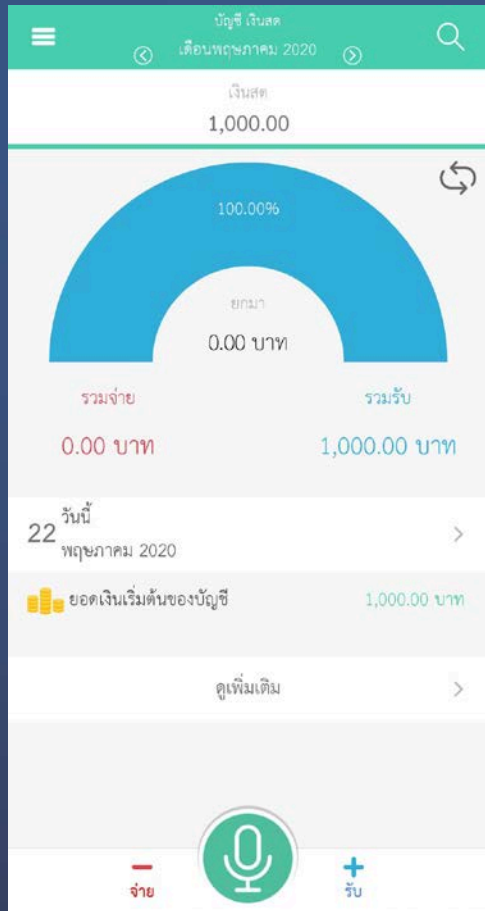 บัญชี เงินสด
เดือนพฤษภาคม 2020
เงินสด
1,000.00
100.00%
ยกมา
0.00 บาท
รวมจ่าย
รวมรับ
0.00 บาท
1,000.00 บาท
22
วันนี้
พฤษภาคม 2020
ยอดเงินเริ่มต้นของบัญชี
1,000.00 บาท
ดูเพิ่มเติม
จ่าย
รับ